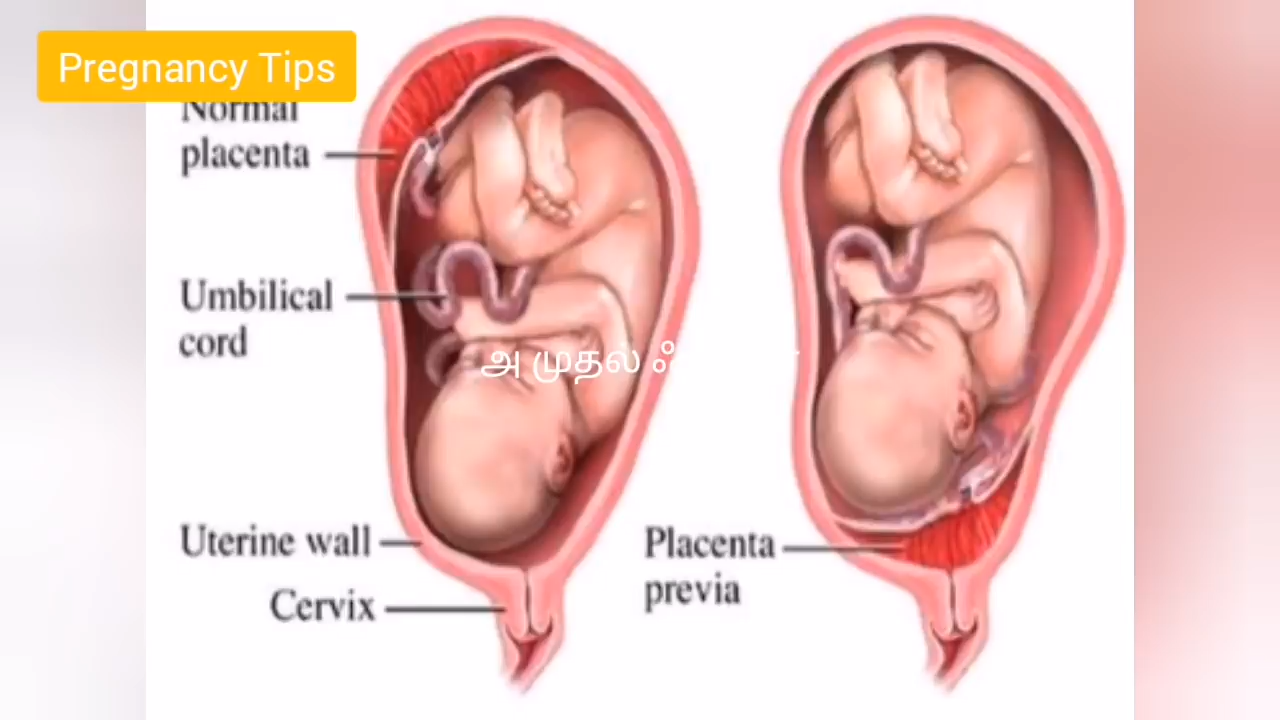 Pregnancy Tips
Normal
placenta
Umbilical
cord
Uterine wall
Cervix
Placenta
previa
அ முதல்